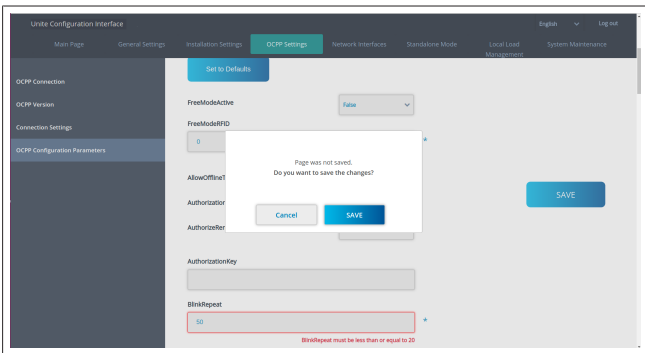 Unite Configuration Interface
English
Log out
Main Page
General Settings
Installation Settings
OCPP Settings
Network Interfaces
Standalone Mode
Local Load
Management
System Maintenance
OCPP Connection
OCPP Version
Connection Settings
OCPP Configuration Parameters
Set to Defaults
FreeModeActive
False
FreeModeRFID
0
*
Page was not saved.
Do you want to save the changes?
Cancel
SAVE
AllowOfflineT
Authorization
AuthorizeRer
SAVE
AuthorizationKey
BlinkRepeat
50
*
BlinkRepeat must be less than or equal to 20